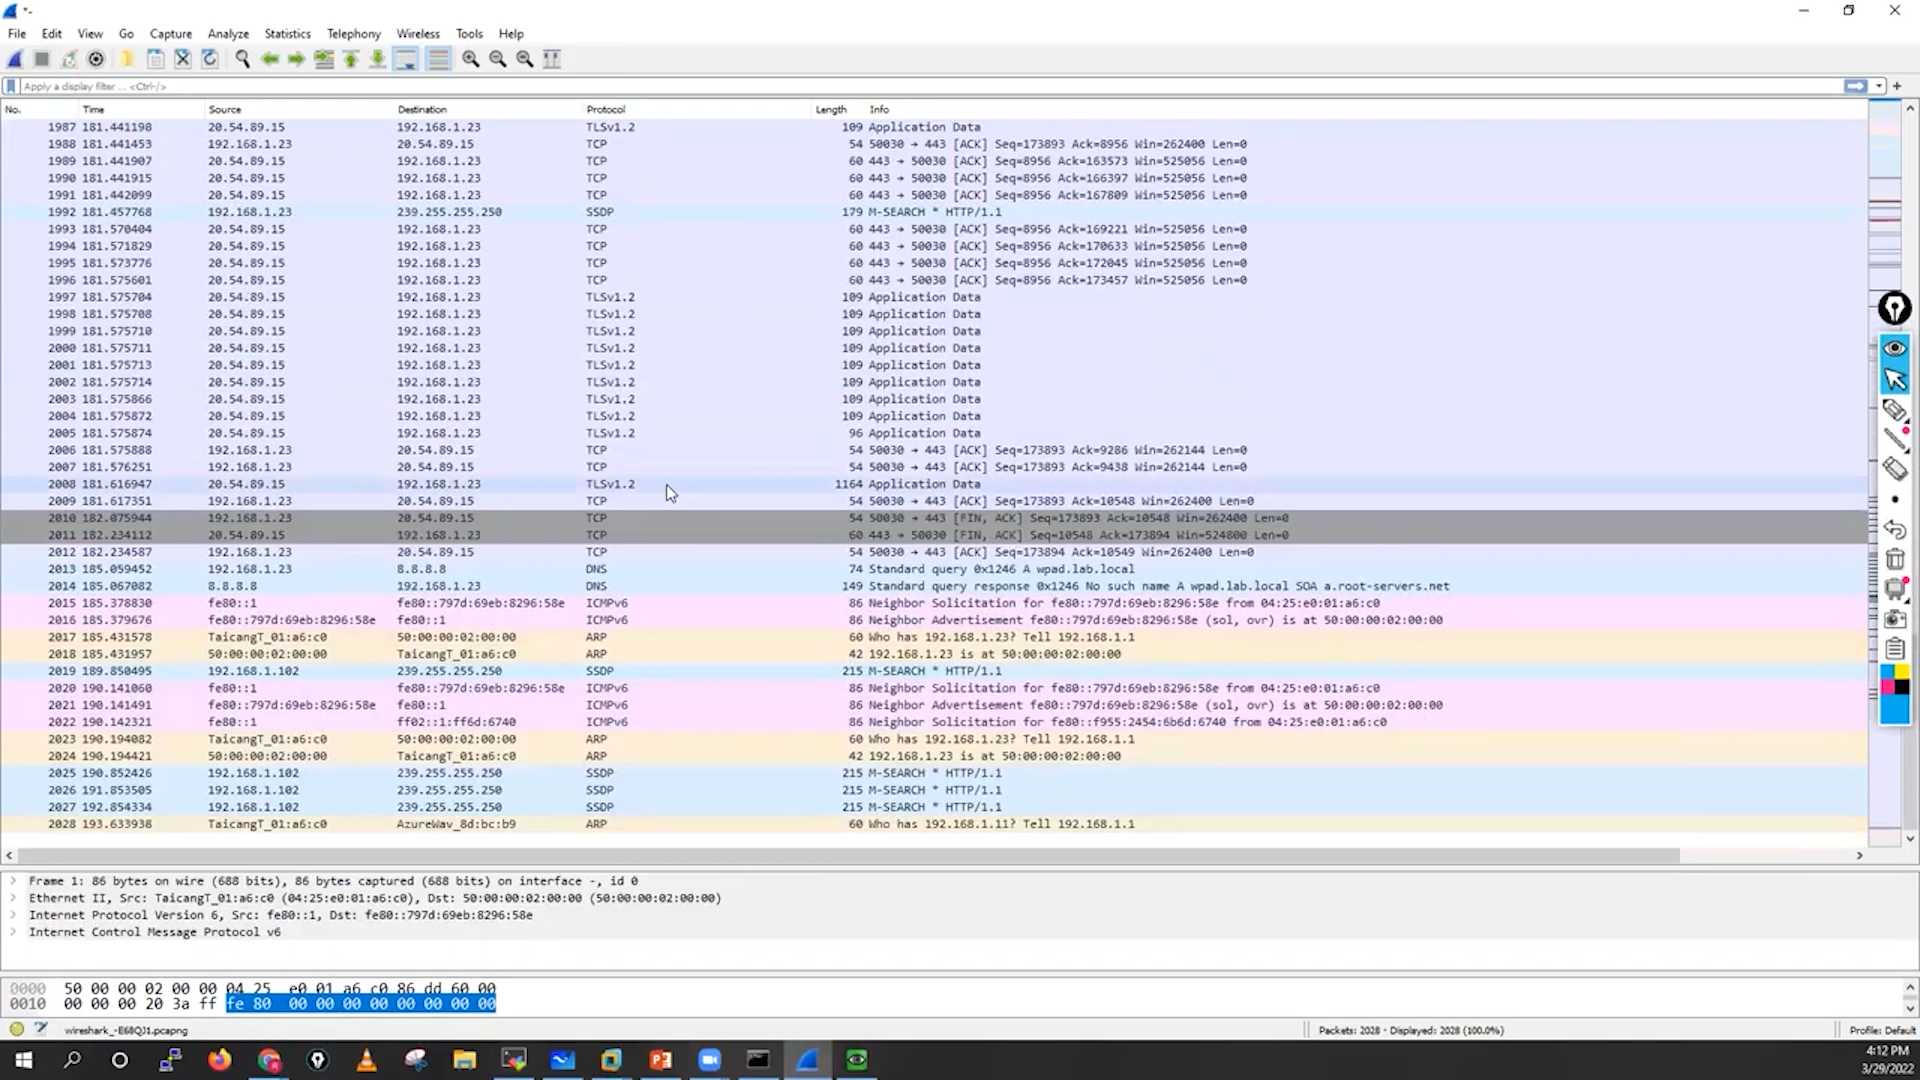 File Edit View Go Capture Analyze Statistics Telephony Wireless Tools Help
Apply a display filter ... <Ctrl-/>
No. Time Source Destination Protocol Length Info
1987 181.441198 20.54.89.15 192.168.1.23 TLSv1.2 109 Application Data
1988 181.441453 192.168.1.23 20.54.89.15 TCP 54 50030 → 443 [ACK] Seq=173893 Ack=8956 Win=262400 Len=0
1989 181.441907 20.54.89.15 192.168.1.23 TCP 60 443 → 50030 [ACK] Seq=8956 Ack=163573 Win=525056 Len=0
1990 181.441915 20.54.89.15 192.168.1.23 TCP 60 443 → 50030 [ACK] Seq=8956 Ack=166397 Win=525056 Len=0
1991 181.442099 20.54.89.15 192.168.1.23 TCP 60 443 → 50030 [ACK] Seq=8956 Ack=167809 Win=525056 Len=0
1992 181.457768 192.168.1.23 239.255.255.250 SSDP 179 M-SEARCH * HTTP/1.1
1993 181.570404 20.54.89.15 192.168.1.23 TCP 60 443 → 50030 [ACK] Seq=8956 Ack=169221 Win=525056 Len=0
1994 181.571829 20.54.89.15 192.168.1.23 TCP 60 443 → 50030 [ACK] Seq=8956 Ack=170633 Win=525056 Len=0
1995 181.573776 20.54.89.15 192.168.1.23 TCP 60 443 → 50030 [ACK] Seq=8956 Ack=172045 Win=525056 Len=0
1996 181.575601 20.54.89.15 192.168.1.23 TCP 60 443 → 50030 [ACK] Seq=8956 Ack=173457 Win=525056 Len=0
1997 181.575704 20.54.89.15 192.168.1.23 TLSv1.2 109 Application Data
1998 181.575708 20.54.89.15 192.168.1.23 TLSv1.2 109 Application Data
1999 181.575710 20.54.89.15 192.168.1.23 TLSv1.2 109 Application Data
2000 181.575711 20.54.89.15 192.168.1.23 TLSv1.2 109 Application Data
2001 181.575713 20.54.89.15 192.168.1.23 TLSv1.2 109 Application Data
2002 181.575714 20.54.89.15 192.168.1.23 TLSv1.2 109 Application Data
2003 181.575866 20.54.89.15 192.168.1.23 TLSv1.2 109 Application Data
2004 181.575872 20.54.89.15 192.168.1.23 TLSv1.2 109 Application Data
2005 181.575874 20.54.89.15 192.168.1.23 TLSv1.2 96 Application Data
2006 181.575888 192.168.1.23 20.54.89.15 TCP 54 50030 → 443 [ACK] Seq=173893 Ack=9286 Win=262144 Len=0
2007 181.576251 192.168.1.23 20.54.89.15 TCP 54 50030 → 443 [ACK] Seq=173893 Ack=9438 Win=262144 Len=0
2008 181.616947 20.54.89.15 192.168.1.23 TLSv1.2 1164 Application Data
2009 181.617351 192.168.1.23 20.54.89.15 TCP 54 50030 → 443 [ACK] Seq=173893 Ack=10548 Win=262400 Len=0
2010 182.075944 192.168.1.23 20.54.89.15 TCP 54 50030 → 443 [FIN, ACK] Seq=173893 Ack=10548 Win=262400 Len=0
2011 182.234112 20.54.89.15 192.168.1.23 TCP 60 443 → 50030 [FIN, ACK] Seq=10548 Ack=173894 Win=524800 Len=0
2012 182.234587 192.168.1.23 20.54.89.15 TCP 54 50030 → 443 [ACK] Seq=173894 Ack=10549 Win=262400 Len=0
2013 185.059452 192.168.1.23 8.8.8.8 DNS 74 Standard query 0x1246 A wpad.lab.local
2014 185.067082 8.8.8.8 192.168.1.23 DNS 149 Standard query response 0x1246 No such name A wpad.lab.local SOA a.root-servers.net
2015 185.378830 fe80::1 fe80::797d:69eb:8296:58e ICMPv6 86 Neighbor Solicitation for fe80::797d:69eb:8296:58e from 04:25:e0:01:a6:c0
2016 185.379676 fe80::797d:69eb:8296:58e fe80::1 ICMPv6 86 Neighbor Advertisement fe80::797d:69eb:8296:58e (sol, ovr) is at 50:00:00:02:00:00
2017 185.431578 TaicangT_01:a6:c0 50:00:00:02:00:00 ARP 60 Who has 192.168.1.23? Tell 192.168.1.1
2018 185.431957 50:00:00:02:00:00 TaicangT_01:a6:c0 ARP 42 192.168.1.23 is at 50:00:00:02:00:00
2019 189.850495 192.168.1.102 239.255.255.250 SSDP 215 M-SEARCH * HTTP/1.1
2020 190.141060 fe80::1 fe80::797d:69eb:8296:58e ICMPv6 86 Neighbor Solicitation for fe80::797d:69eb:8296:58e from 04:25:e0:01:a6:c0
2021 190.141491 fe80::797d:69eb:8296:58e fe80::1 ICMPv6 86 Neighbor Advertisement fe80::797d:69eb:8296:58e (sol, ovr) is at 50:00:00:02:00:00
2022 190.142321 fe80::1 ff02::1:ff6d:6740 ICMPv6 86 Neighbor Solicitation for fe80::f955:2454:6b6d:6740 from 04:25:e0:01:a6:c0
2023 190.194082 TaicangT_01:a6:c0 50:00:00:02:00:00 ARP 60 Who has 192.168.1.23? Tell 192.168.1.1
2024 190.194421 50:00:00:02:00:00 TaicangT_01:a6:c0 ARP 42 192.168.1.23 is at 50:00:00:02:00:00
2025 190.852426 192.168.1.102 239.255.255.250 SSDP 215 M-SEARCH * HTTP/1.1
2026 191.853505 192.168.1.102 239.255.255.250 SSDP 215 M-SEARCH * HTTP/1.1
2027 192.854334 192.168.1.102 239.255.255.250 SSDP 215 M-SEARCH * HTTP/1.1
2028 193.633938 TaicangT_01:a6:c0 AzureWav_8d:bc:b9 ARP 60 Who has 192.168.1.11? Tell 192.168.1.1
Frame 1: 86 bytes on wire (688 bits), 86 bytes captured (688 bits) on interface -, id 0
Ethernet II, Src: TaicangT_01:a6:c0 (04:25:e0:01:a6:c0), Dst: 50:00:00:02:00:00 (50:00:00:02:00:00)
Internet Protocol Version 6, Src: fe80::1, Dst: fe80::797d:69eb:8296:58e
Internet Control Message Protocol v6
0000 50 00 00 02 00 00 04 25 e0 01 a6 c0 86 dd 60 00
0010 00 00 00 20 3a ff fe 80 00 00 00 00 00 00 00 00
wireshark_-E68QJ1.pcapng Packets: 2028 · Displayed: 2028 (100.0%) Profile: Default
4:12 PM
3/29/2022